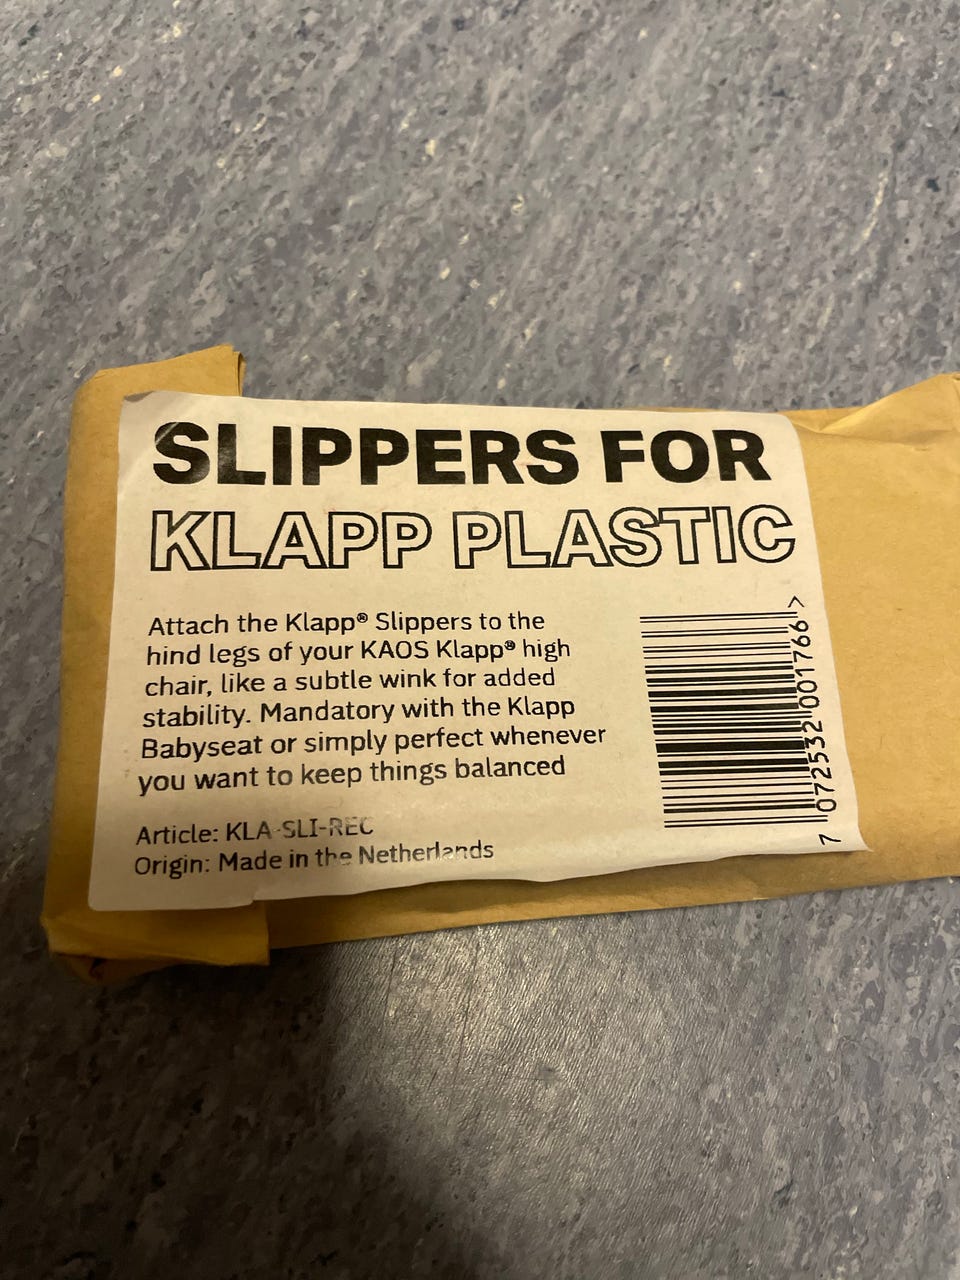 SLIPPERS FOR
KLAPP PLASTIC
Attach the Klapp® Slippers to the
hind legs of your KAOS Klapp® high
chair, like a subtle wink for added
stability. Mandatory with the Klapp
Babyseat or simply perfect whenever
you want to keep things balanced
Article: KLA-SLI-REC
Origin: Made in the Netherlands
7 072532 001766 >